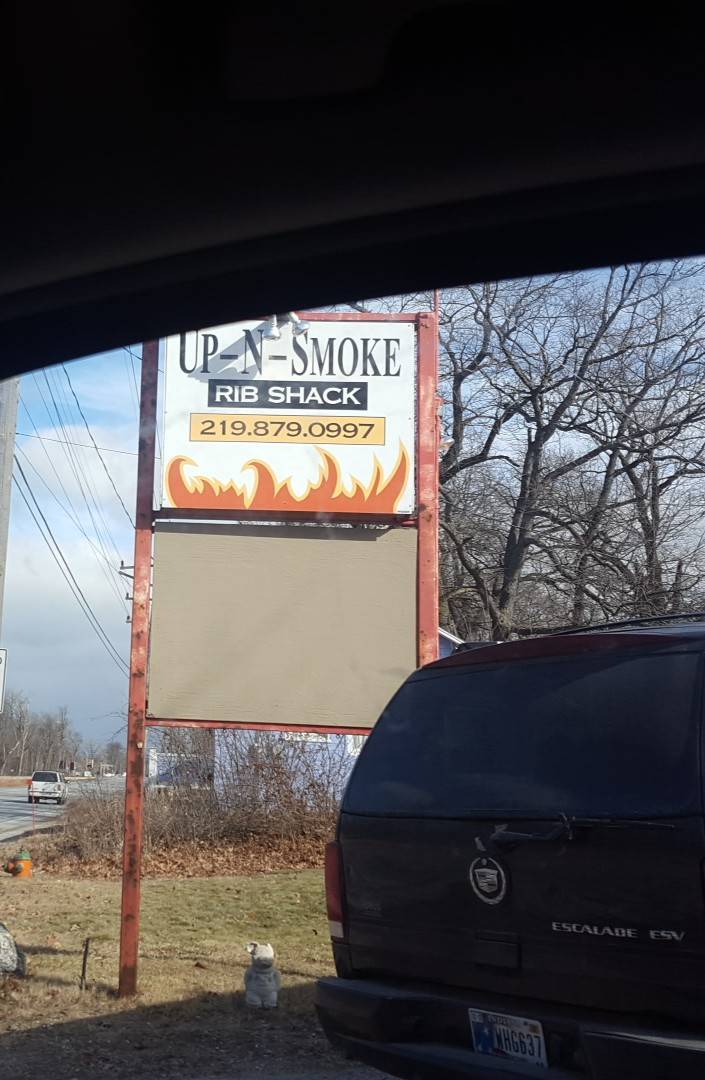 UP-N-SMOKE
RIB SHACK
219.879.0997
ESCALADE ESV
WHG637